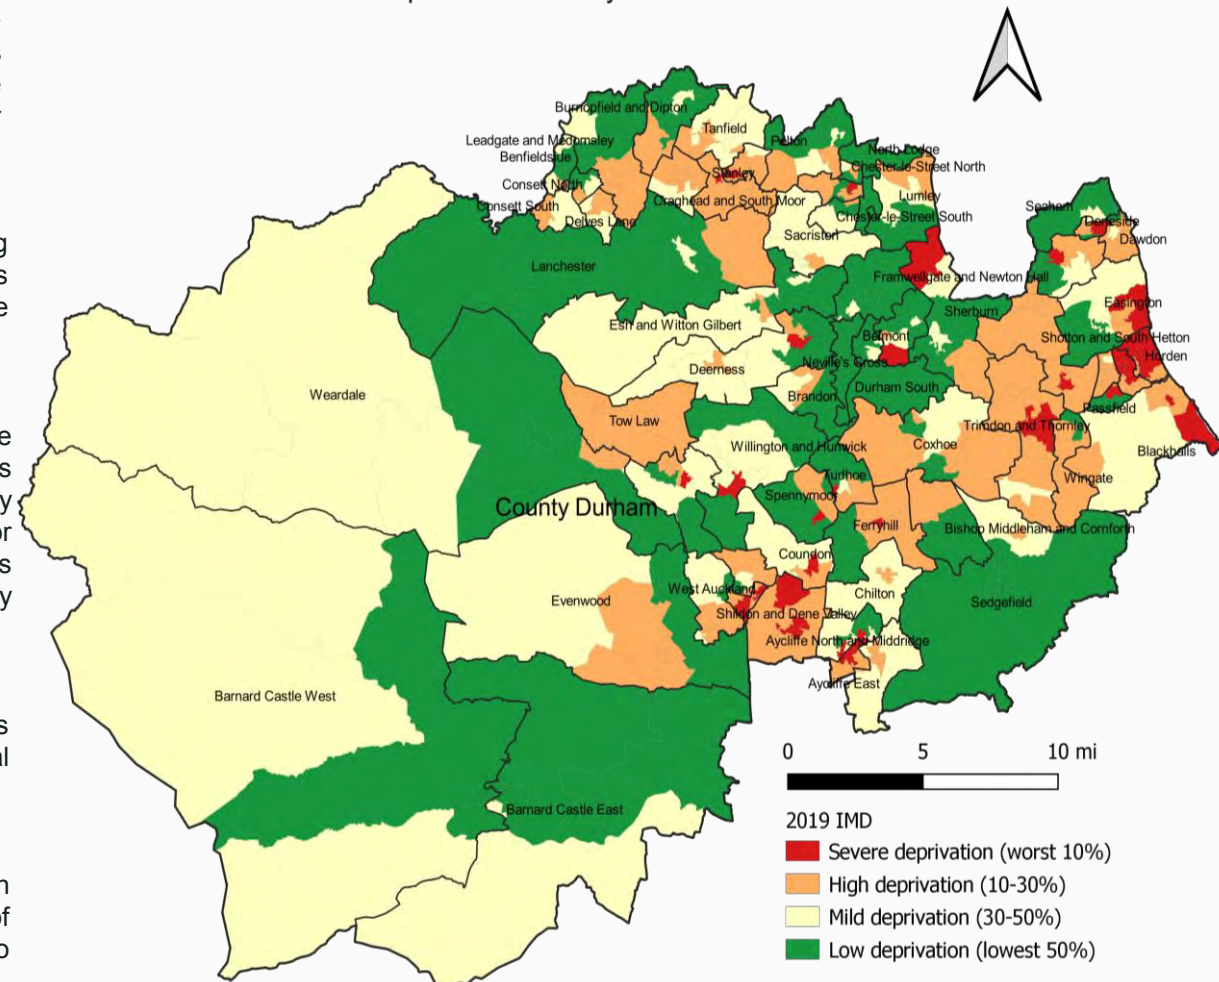 g
s
e
e
s
y
or
s
y
s
al
n
of
o
Burnopfield and Dipton
Tanfield
Leadgate and Medomsley
Pelton
Benfieldside
North Lodge
Chester-le-Street North
Stanley
Consett North
Lumley
Craghead and South Moor
Consett South
Chester-le-Street South
Delves Lane
Seaham
Deneside
Sacriston
Dawdon
Lanchester
Framwellgate and Newton Hall
Easington
Sherburn
Esh and Witton Gilbert
Belmont
Shotton and South Hetton
Horden
Neville's Cross
Deerness
Durham South
Weardale
Brandon
Passfield
Tow Law
Trimdon and Thornley
Willington and Hunwick
Coxhoe
Blackhalls
Tudhoe
Wingate
Spennymoor
County Durham
Ferryhill
Bishop Middleham and Cornforth
Coundon
West Auckland
Chilton
Evenwood
Sedgefield
Shildon and Dene Valley
Aycliffe North and Middridge
Aycliffe East
Barnard Castle West
Barnard Castle East
0 5 10 mi
2019 IMD
Severe deprivation (worst 10%)
High deprivation (10-30%)
Mild deprivation (30-50%)
Low deprivation (lowest 50%)